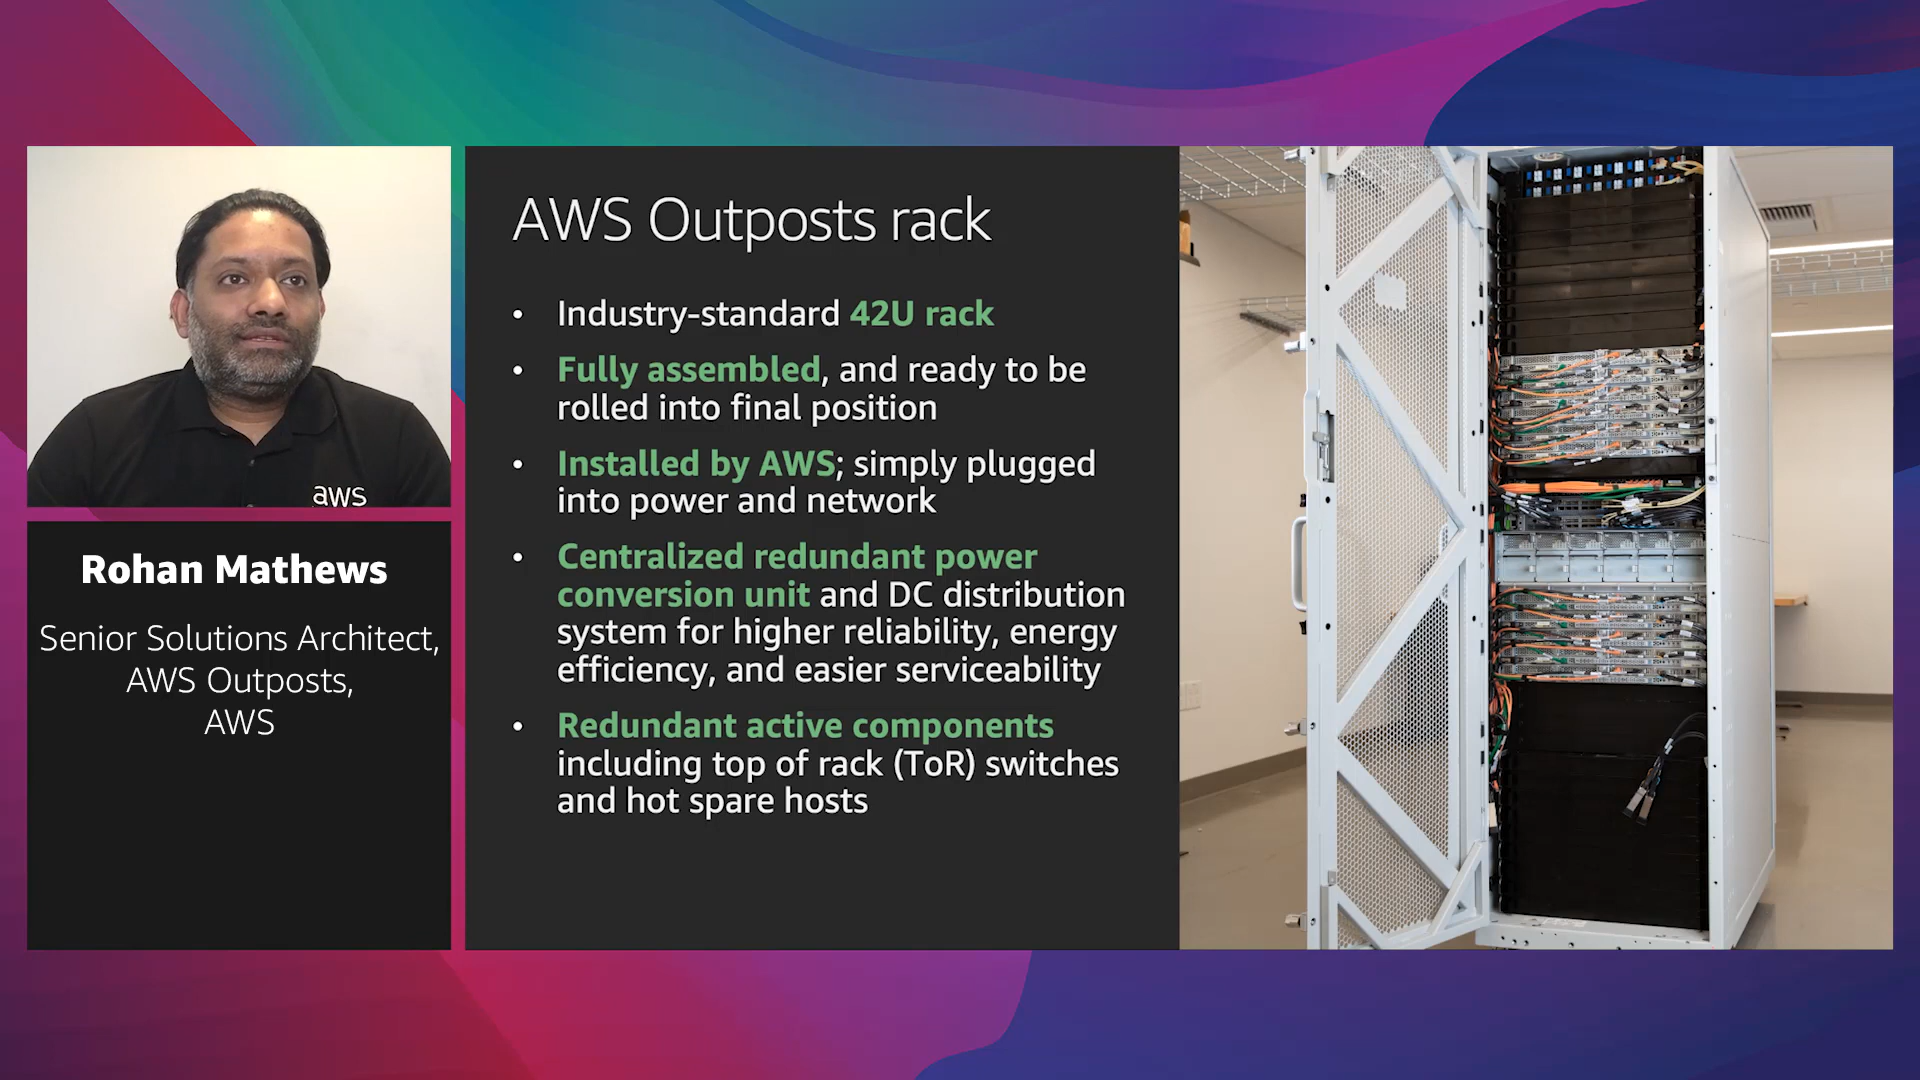 aws
Rohan Mathews
Senior Solutions Architect,
AWS Outposts,
AWS
AWS Outposts rack
• Industry-standard 42U rack
• Fully assembled, and ready to be
rolled into final position
• Installed by AWS; simply plugged
into power and network
• Centralized redundant power
conversion unit and DC distribution
system for higher reliability, energy
efficiency, and easier serviceability
• Redundant active components
including top of rack (ToR) switches
and hot spare hosts